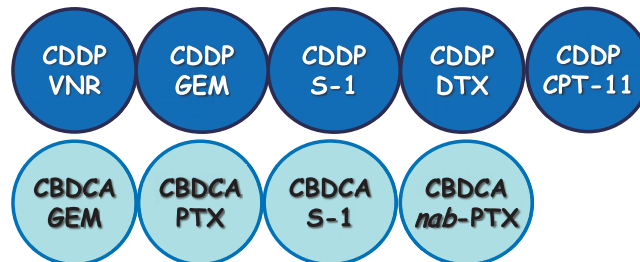 CDDP
VNR
CDDP
GEM
CDDP
S-1
CDDP
DTX
CDDP
CPT-11
CBDCA
GEM
CBDCA
PTX
CBDCA
S-1
CBDCA
nab-PTX